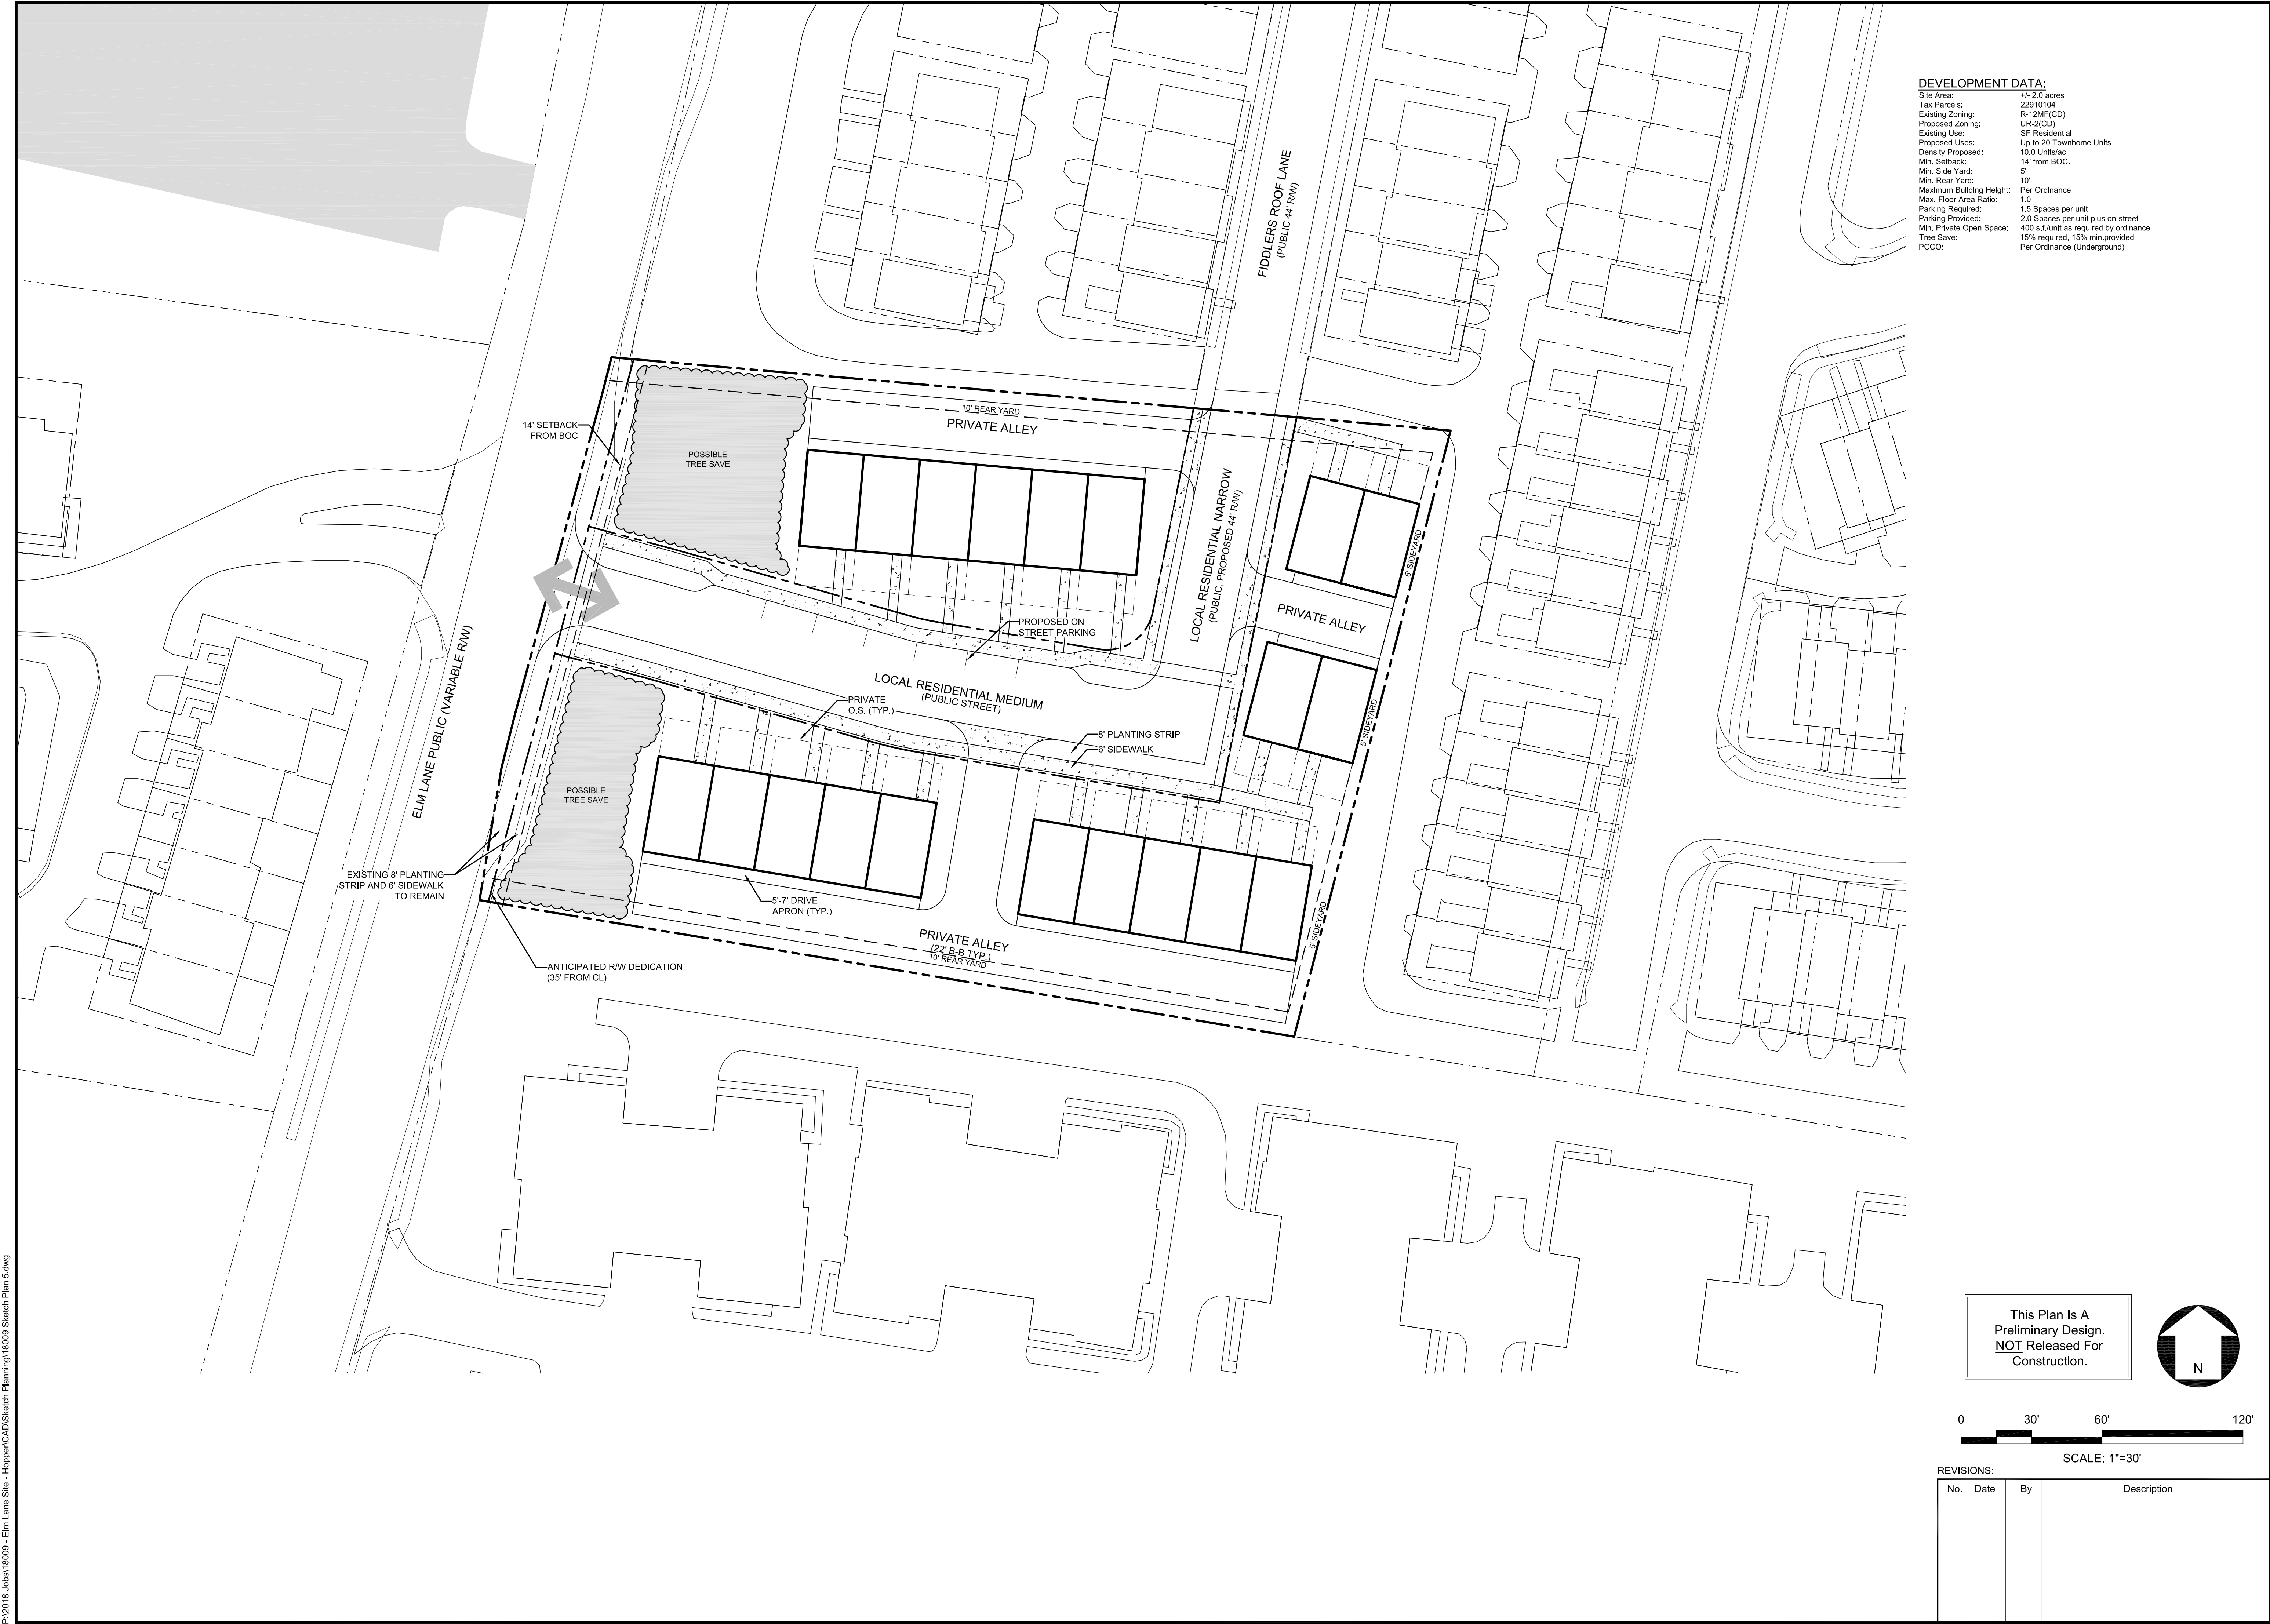 DEVELOPMENT DATA:
Site Area: +/- 2.0 acres
Tax Parcels: 22910104
Existing Zoning: R-12MF(CD)
Proposed Zoning: UR-2(CD)
Existing Use: SF Residential
Proposed Uses: Up to 20 Townhome Units
Density Proposed: 10.0 Units/ac
Min. Setback: 14' from BOC.
Min. Side Yard: 5'
Min. Rear Yard: 10'
Maximum Building Height: Per Ordinance
Max. Floor Area Ratio: 1.0
Parking Required: 1.5 Spaces per unit
Parking Provided: 2.0 Spaces per unit plus on-street
Min. Private Open Space: 400 s.f./unit as required by ordinance
Tree Save: 15% required, 15% min.provided
PCCO: Per Ordinance (Underground)
FIDDLERS ROOF LANE
(PUBLIC 44' R/W)
14' SETBACK
FROM BOC
POSSIBLE
TREE SAVE
10' REAR YARD
PRIVATE ALLEY
LOCAL RESIDENTIAL NARROW
(PUBLIC, PROPOSED 44' R/W)
5' SIDEYARD
PRIVATE ALLEY
PROPOSED ON
STREET PARKING
LOCAL RESIDENTIAL MEDIUM
(PUBLIC STREET)
PRIVATE
O.S. (TYP.)
8' PLANTING STRIP
6' SIDEWALK
5' SIDEYARD
ELM LANE PUBLIC (VARIABLE R/W)
POSSIBLE
TREE SAVE
EXISTING 8' PLANTING
STRIP AND 6' SIDEWALK
TO REMAIN
5'-7' DRIVE
APRON (TYP.)
5' SIDEYARD
PRIVATE ALLEY
(22' B-B TYP.)
10' REAR YARD
ANTICIPATED R/W DEDICATION
(35' FROM CL)
This Plan Is A
Preliminary Design.
NOT Released For
Construction.
N
0 30' 60' 120'
SCALE: 1"=30'
REVISIONS:
No. Date By Description
P:\2018 Jobs\18009 - Elm Lane Site - Hopper\CAD\Sketch Planning\18009 Sketch Plan 5.dwg